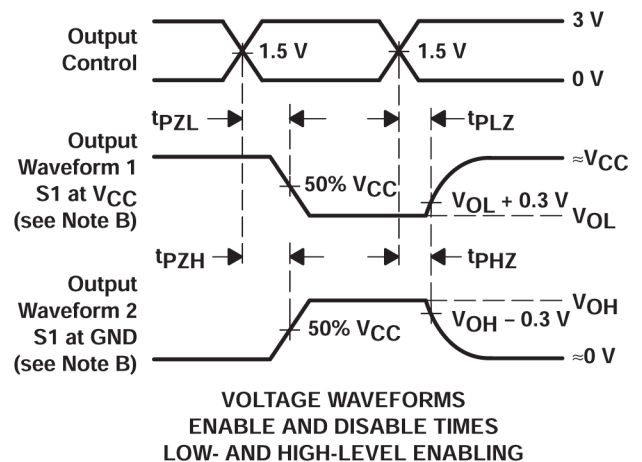 Output
Control
1.5 V
1.5 V
3 V
0 V
tPZL
tPLZ
Output
Waveform 1
S1 at VCC
(see Note B)
50% VCC
≈VCC
VOL + 0.3 V
VOL
tPZH
tPHZ
Output
Waveform 2
S1 at GND
(see Note B)
50% VCC
VOH
VOH − 0.3 V
≈0 V
VOLTAGE WAVEFORMS
ENABLE AND DISABLE TIMES
LOW- AND HIGH-LEVEL ENABLING